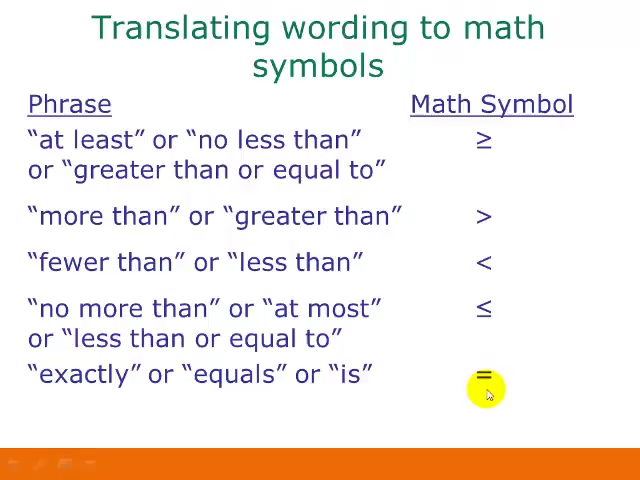 Translating wording to math
symbols
Phrase Math Symbol
“at least” or “no less than” ≥
or “greater than or equal to”
“more than” or “greater than” >
“fewer than” or “less than” <
“no more than” or “at most” ≤
or “less than or equal to”
“exactly” or “equals” or “is” =